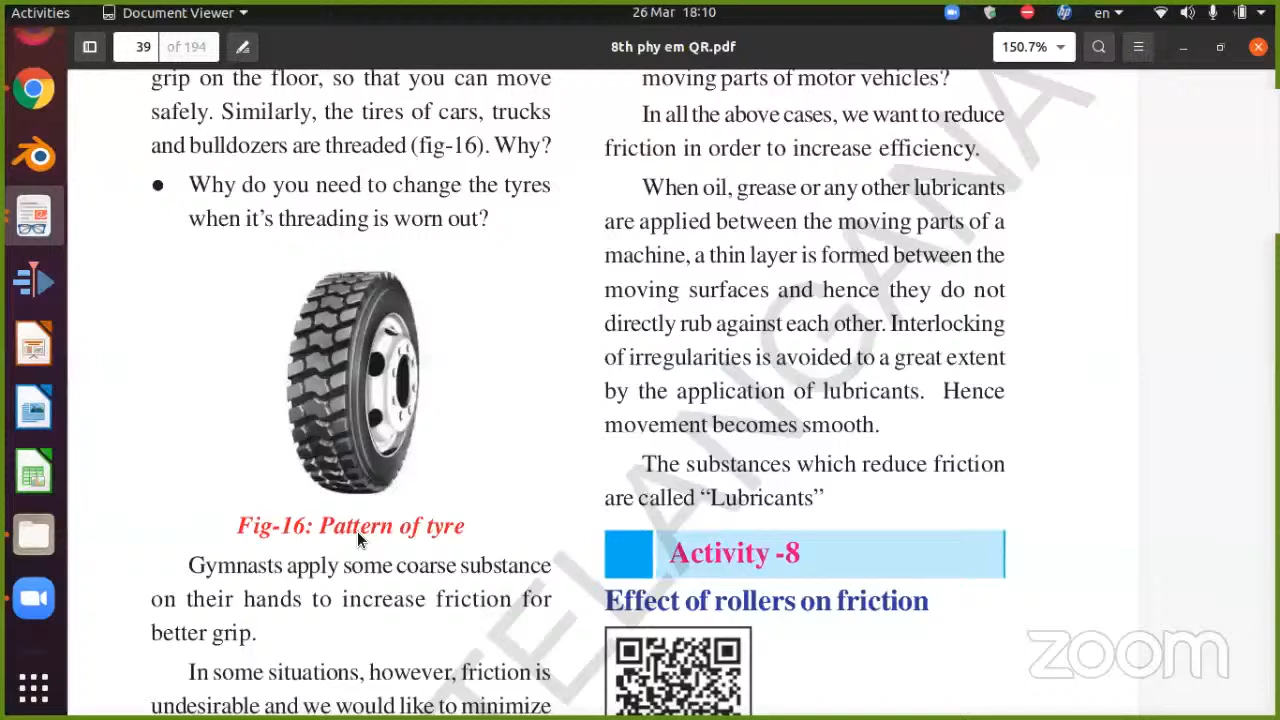 Activities
Document Viewer
26 Mar 18:10
en
39 of 194
8th phy em QR.pdf
150.7%
grip on the floor, so that you can move
safely. Similarly, the tires of cars, trucks
and bulldozers are threaded (fig-16). Why?
● Why do you need to change the tyres
when it's threading is worn out?
Fig-16: Pattern of tyre
Gymnasts apply some coarse substance
on their hands to increase friction for
better grip.
In some situations, however, friction is
undesirable and we would like to minimize
moving parts of motor vehicles?
In all the above cases, we want to reduce
friction in order to increase efficiency.
When oil, grease or any other lubricants
are applied between the moving parts of a
machine, a thin layer is formed between the
moving surfaces and hence they do not
directly rub against each other. Interlocking
of irregularities is avoided to a great extent
by the application of lubricants. Hence
movement becomes smooth.
The substances which reduce friction
are called “Lubricants”
Activity -8
Effect of rollers on friction
TELANGANA
zoom